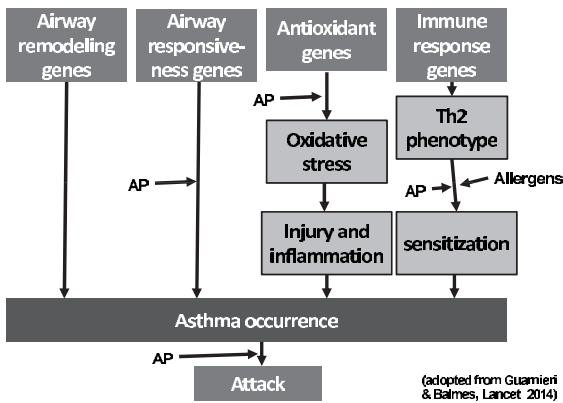 Airway
remodeling
genes
Airway
responsive-
ness genes
Antioxidant
genes
Immune
response
genes
AP
Th2
phenotype
Oxidative
stress
AP
AP
Allergens
Injury and
inflammation
sensitization
Asthma occurrence
AP
Attack
(adopted from Guarnieri
& Balmes, Lancet 2014)